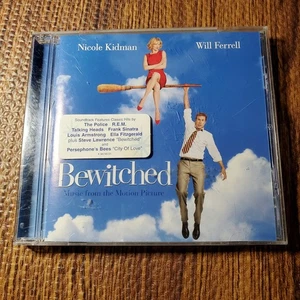 Nicole Kidman Will Ferrell
Soundtrack Features Classic Hits by
The Police R.E.M.
Talking Heads Frank Sinatra
Louis Armstrong Ella Fitzgerald
plus Steve Lawrence "Bewitched"
and
Persephone's Bees "City Of Love"
Bewitched
Music from the Motion Picture